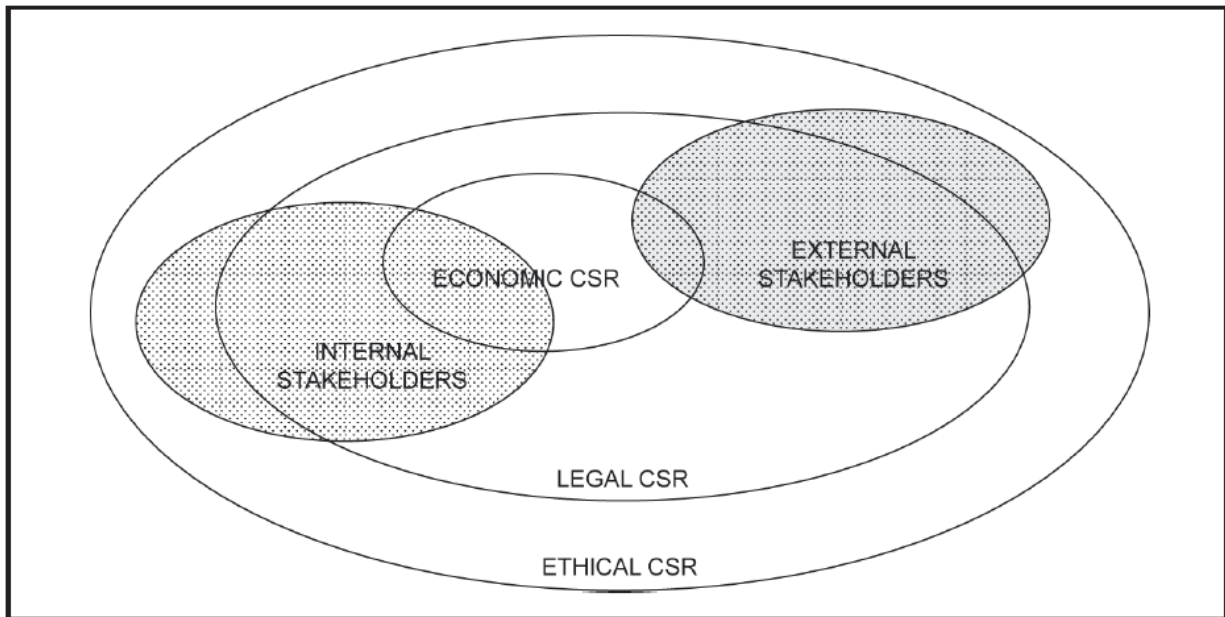 EXTERNAL
STAKEHOLDERS
ECONOMIC CSR
INTERNAL
STAKEHOLDERS
LEGAL CSR
ETHICAL CSR